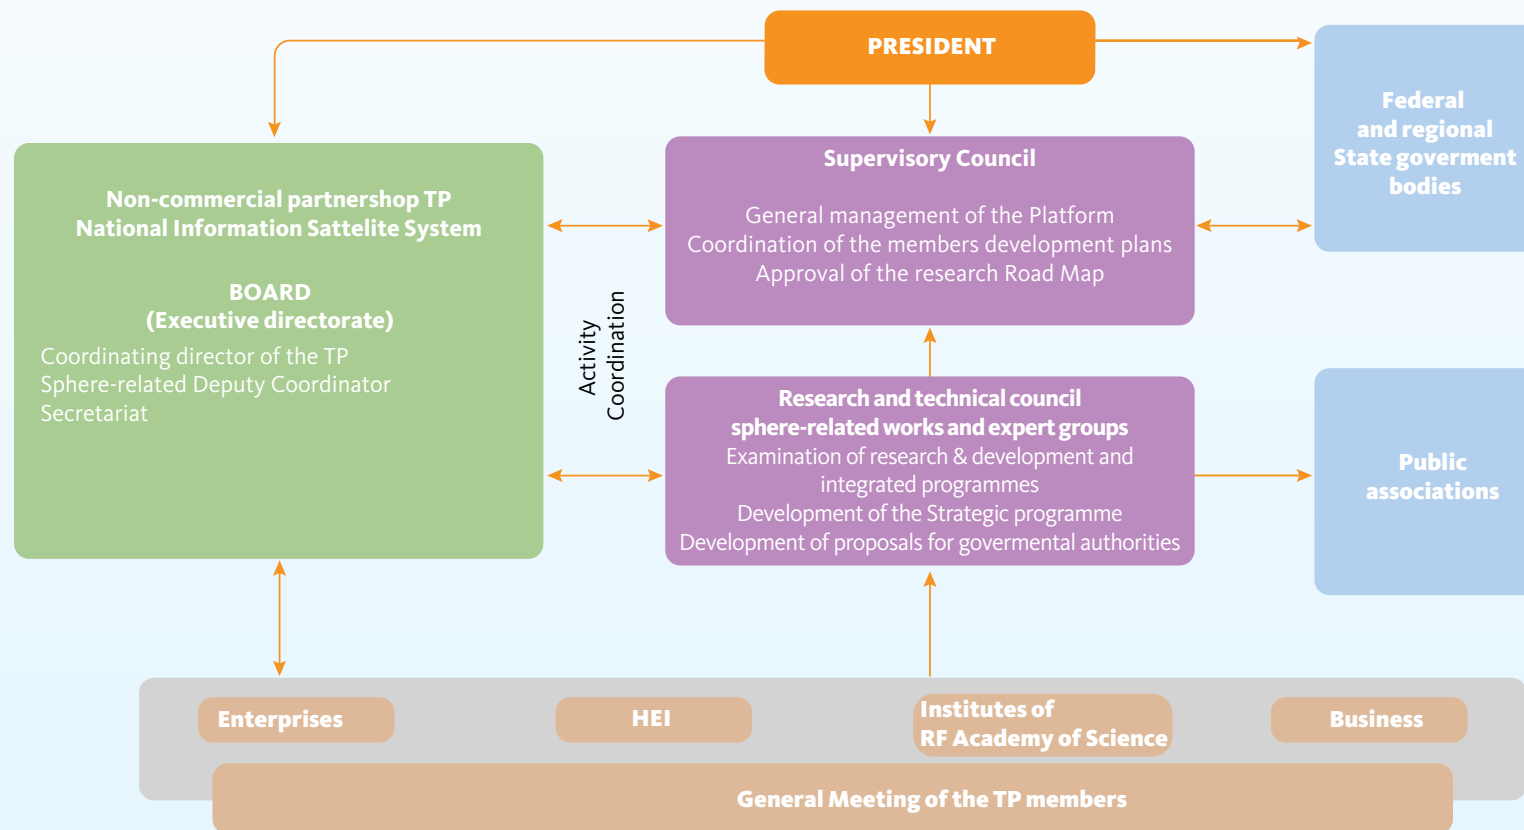 PRESIDENT
Federal
and regional
State goverment
bodies
Non-commercial partnershop TP
National Information Sattelite System
BOARD
(Executive directorate)
Coordinating director of the TP
Sphere-related Deputy Coordinator
Secretariat
Supervisory Council
General management of the Platform
Coordination of the members development plans
Approval of the research Road Map
Activity
Coordination
Research and technical council
sphere-related works and expert groups
Examination of research & development and
integrated programmes
Development of the Strategic programme
Development of proposals for govermental authorities
Public
associations
Enterprises
HEI
Institutes of
RF Academy of Science
Business
General Meeting of the TP members